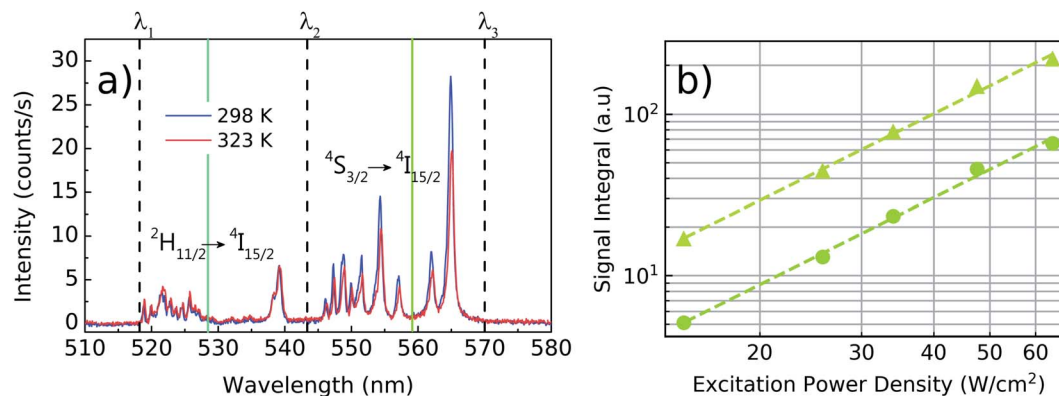 λ₁ λ₂ λ₃
a)
30
25
20
15
10
5
0
Intensity (counts/s)
298 K
323 K
⁴S₃/₂→⁴I₁₅/₂
²H₁₁/₂→⁴I₁₅/₂
510 520 530 540 550 560 570 580
Wavelength (nm)
b)
10²
10¹
Signal Integral (a.u)
20 30 40 50 60
Excitation Power Density (W/cm²)